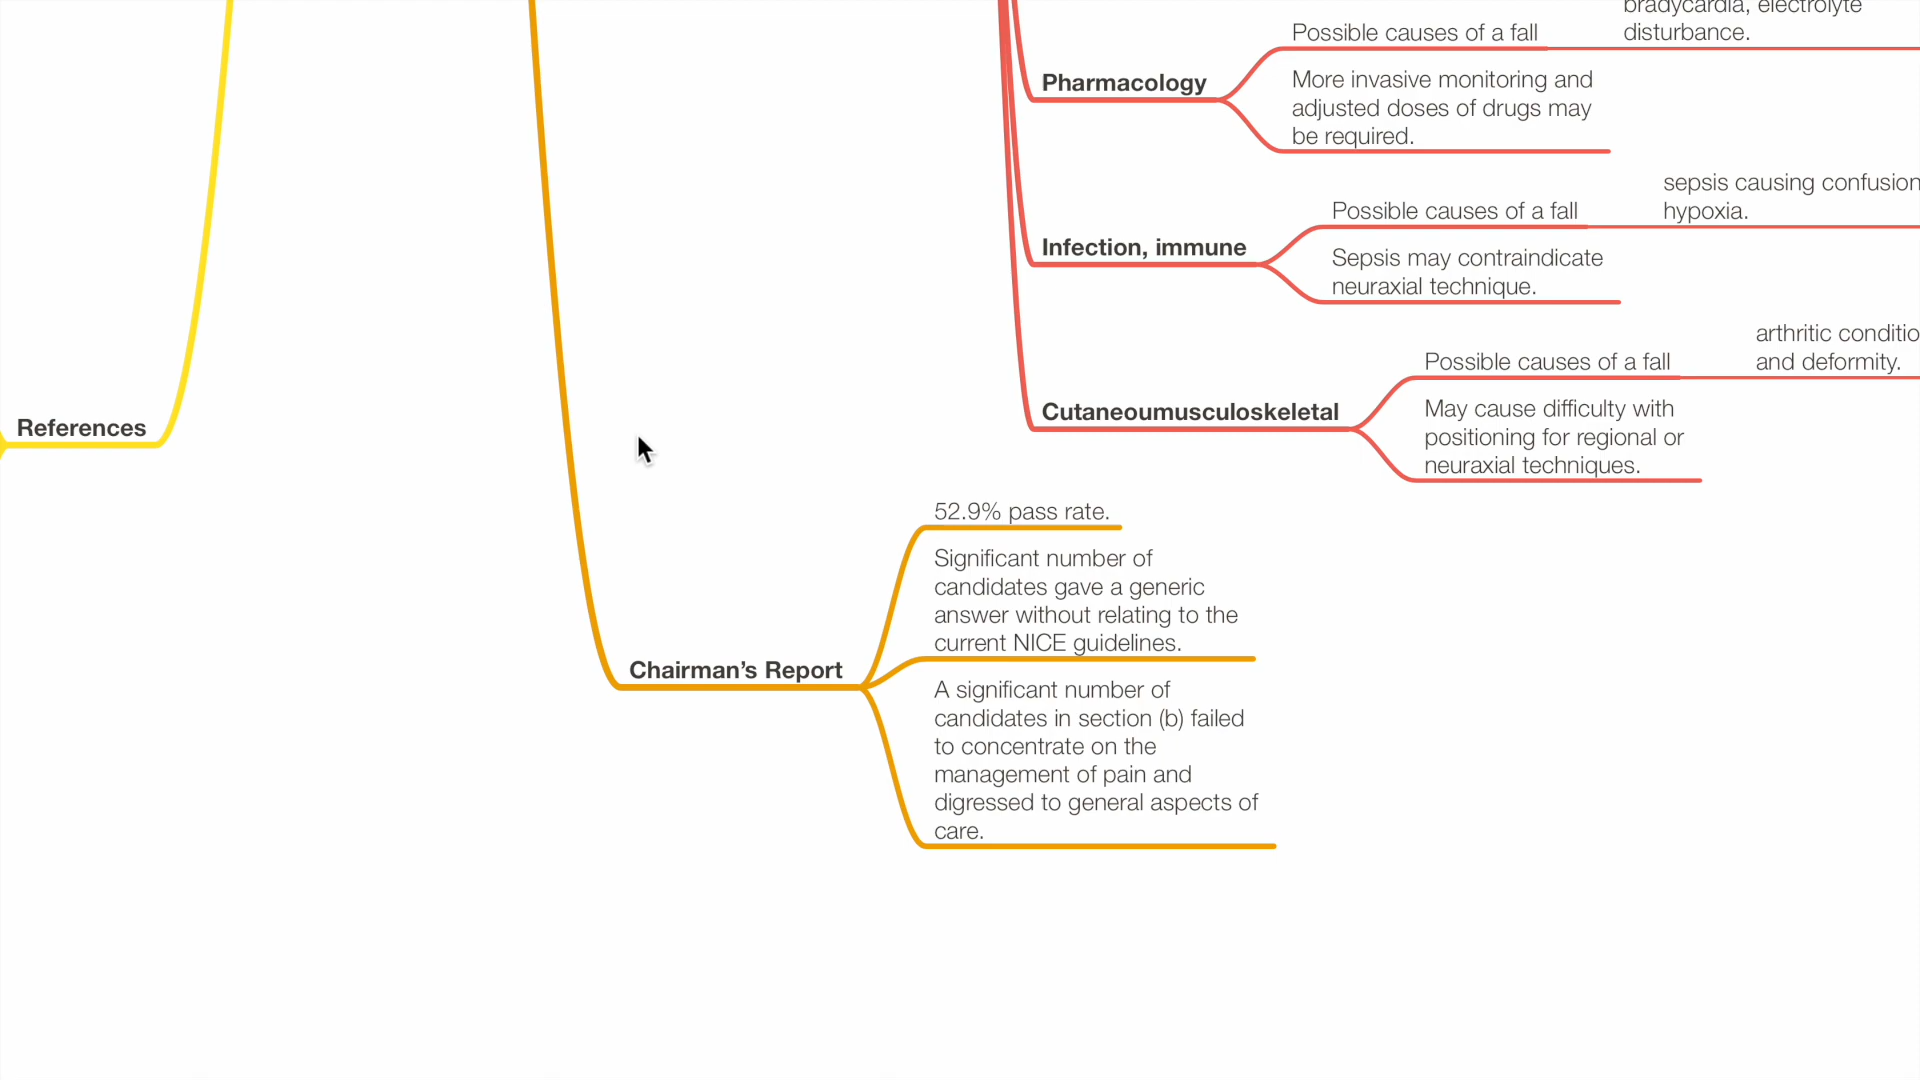 bradycardia, electrolyte
disturbance.
Possible causes of a fall
Pharmacology
More invasive monitoring and
adjusted doses of drugs may
be required.
sepsis causing confusion
hypoxia.
Possible causes of a fall
Infection, immune
Sepsis may contraindicate
neuraxial technique.
arthritic conditio
and deformity.
Possible causes of a fall
Cutaneoumusculoskeletal
May cause difficulty with
positioning for regional or
neuraxial techniques.
References
52.9% pass rate.
Significant number of
candidates gave a generic
answer without relating to the
current NICE guidelines.
Chairman’s Report
A significant number of
candidates in section (b) failed
to concentrate on the
management of pain and
digressed to general aspects of
care.